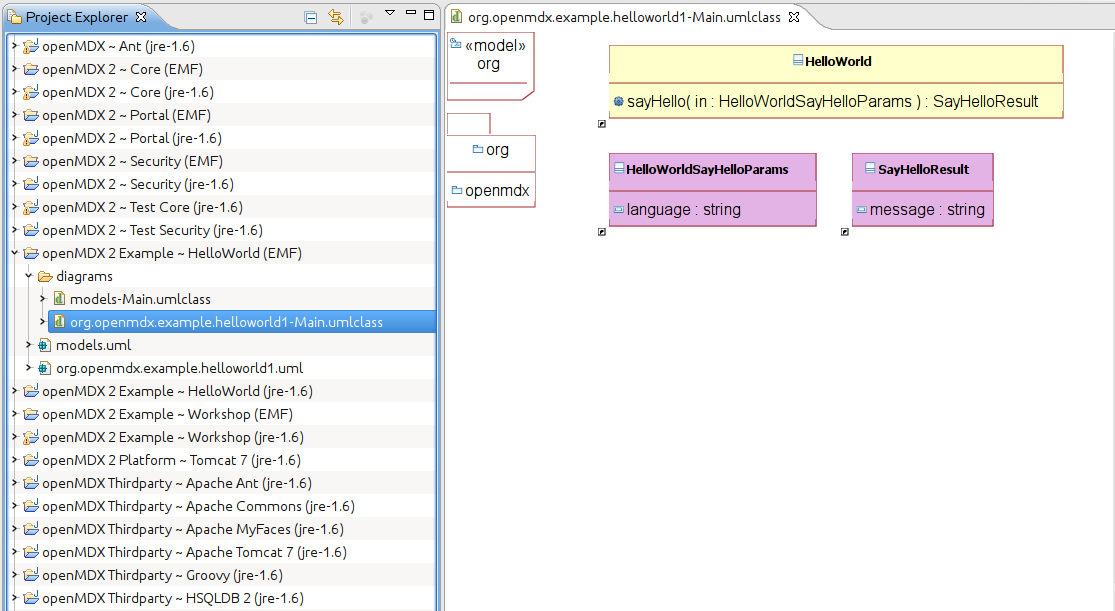 Project Explorer
openMDX ~ Ant (jre-1.6)
openMDX 2 ~ Core (EMF)
openMDX 2 ~ Core (jre-1.6)
openMDX 2 ~ Portal (EMF)
openMDX 2 ~ Portal (jre-1.6)
openMDX 2 ~ Security (EMF)
openMDX 2 ~ Security (jre-1.6)
openMDX 2 ~ Test Core (jre-1.6)
openMDX 2 ~ Test Security (jre-1.6)
openMDX 2 Example ~ HelloWorld (EMF)
diagrams
models-Main.umlclass
org.openmdx.example.helloworld1-Main.umlclass
models.uml
org.openmdx.example.helloworld1.uml
openMDX 2 Example ~ HelloWorld (jre-1.6)
openMDX 2 Example ~ Workshop (EMF)
openMDX 2 Example ~ Workshop (jre-1.6)
openMDX 2 Platform ~ Tomcat 7 (jre-1.6)
openMDX Thirdparty ~ Apache Ant (jre-1.6)
openMDX Thirdparty ~ Apache Commons (jre-1.6)
openMDX Thirdparty ~ Apache MyFaces (jre-1.6)
openMDX Thirdparty ~ Apache Tomcat 7 (jre-1.6)
openMDX Thirdparty ~ Groovy (jre-1.6)
openMDX Thirdparty ~ HSQLDB 2 (jre-1.6)
org.openmdx.example.helloworld1-Main.umlclass
«model»
org
org
openmdx
HelloWorld
sayHello( in : HelloWorldSayHelloParams ) : SayHelloResult
HelloWorldSayHelloParams
language : string
SayHelloResult
message : string